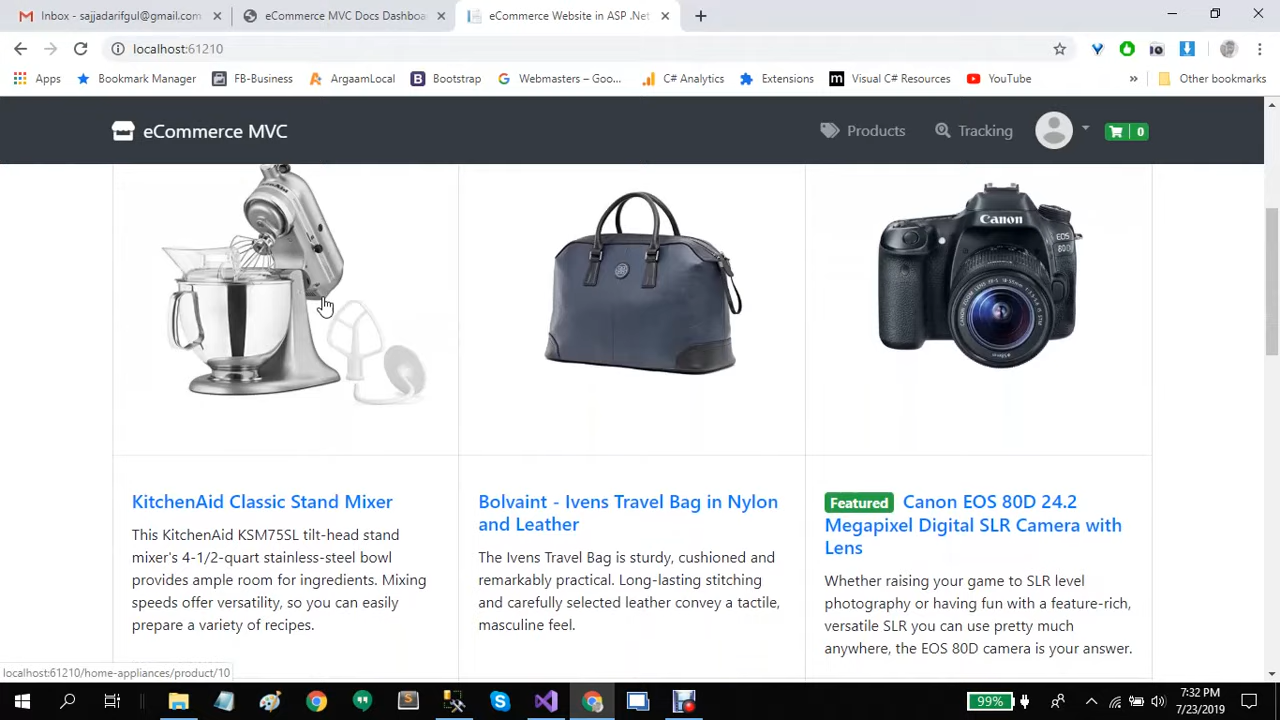 Inbox - sajjadarifgul@gmail.com
eCommerce MVC Docs Dashboa
eCommerce Website in ASP .Net
localhost:61210
Apps
Bookmark Manager
FB-Business
ArgaamLocal
Bootstrap
Webmasters – Goo...
C# Analytics
Extensions
Visual C# Resources
YouTube
»
Other bookmarks
eCommerce MVC
Products
Tracking
0
KitchenAid
Canon
EOS
80D
KitchenAid Classic Stand Mixer
This KitchenAid KSM75SL tilt-head stand
mixer's 4-1/2-quart stainless-steel bowl
provides ample room for ingredients. Mixing
speeds offer versatility, so you can easily
prepare a variety of recipes.
Bolvaint - Ivens Travel Bag in Nylon
and Leather
The Ivens Travel Bag is sturdy, cushioned and
remarkably practical. Long-lasting stitching
and carefully selected leather convey a tactile,
masculine feel.
Featured Canon EOS 80D 24.2
Megapixel Digital SLR Camera with
Lens
Whether raising your game to SLR level
photography or having fun with a feature-rich,
versatile SLR you can use pretty much
anywhere, the EOS 80D camera is your answer.
localhost:61210/home-appliances/product/10
99%
7:32 PM
7/23/2019